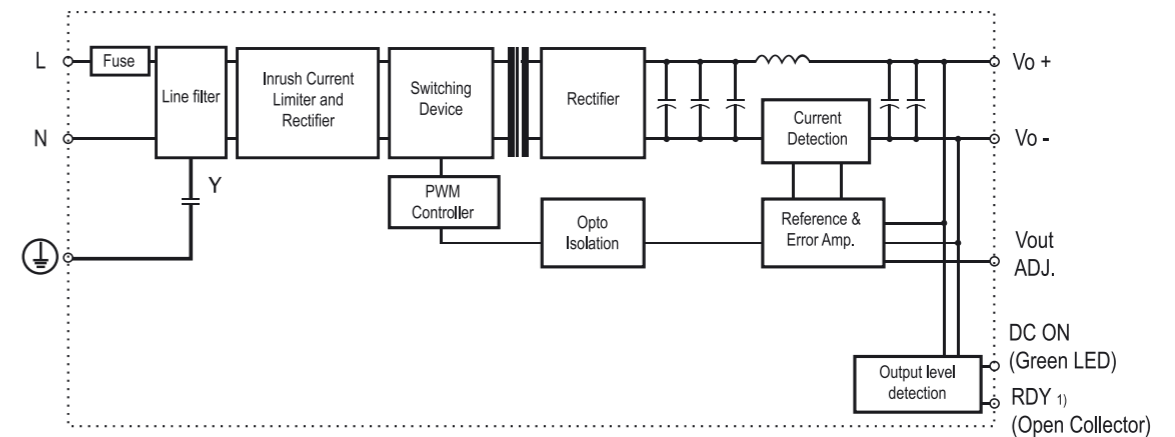 L
Fuse
Line filter
Inrush Current
Limiter and
Rectifier
Switching
Device
Rectifier
Current
Detection
Vo +
N
Vo -
Y
PWM
Controller
Opto
Isolation
Reference &
Error Amp.
Vout
ADJ.
Output level
detection
DC ON
(Green LED)
RDY 1)
(Open Collector)